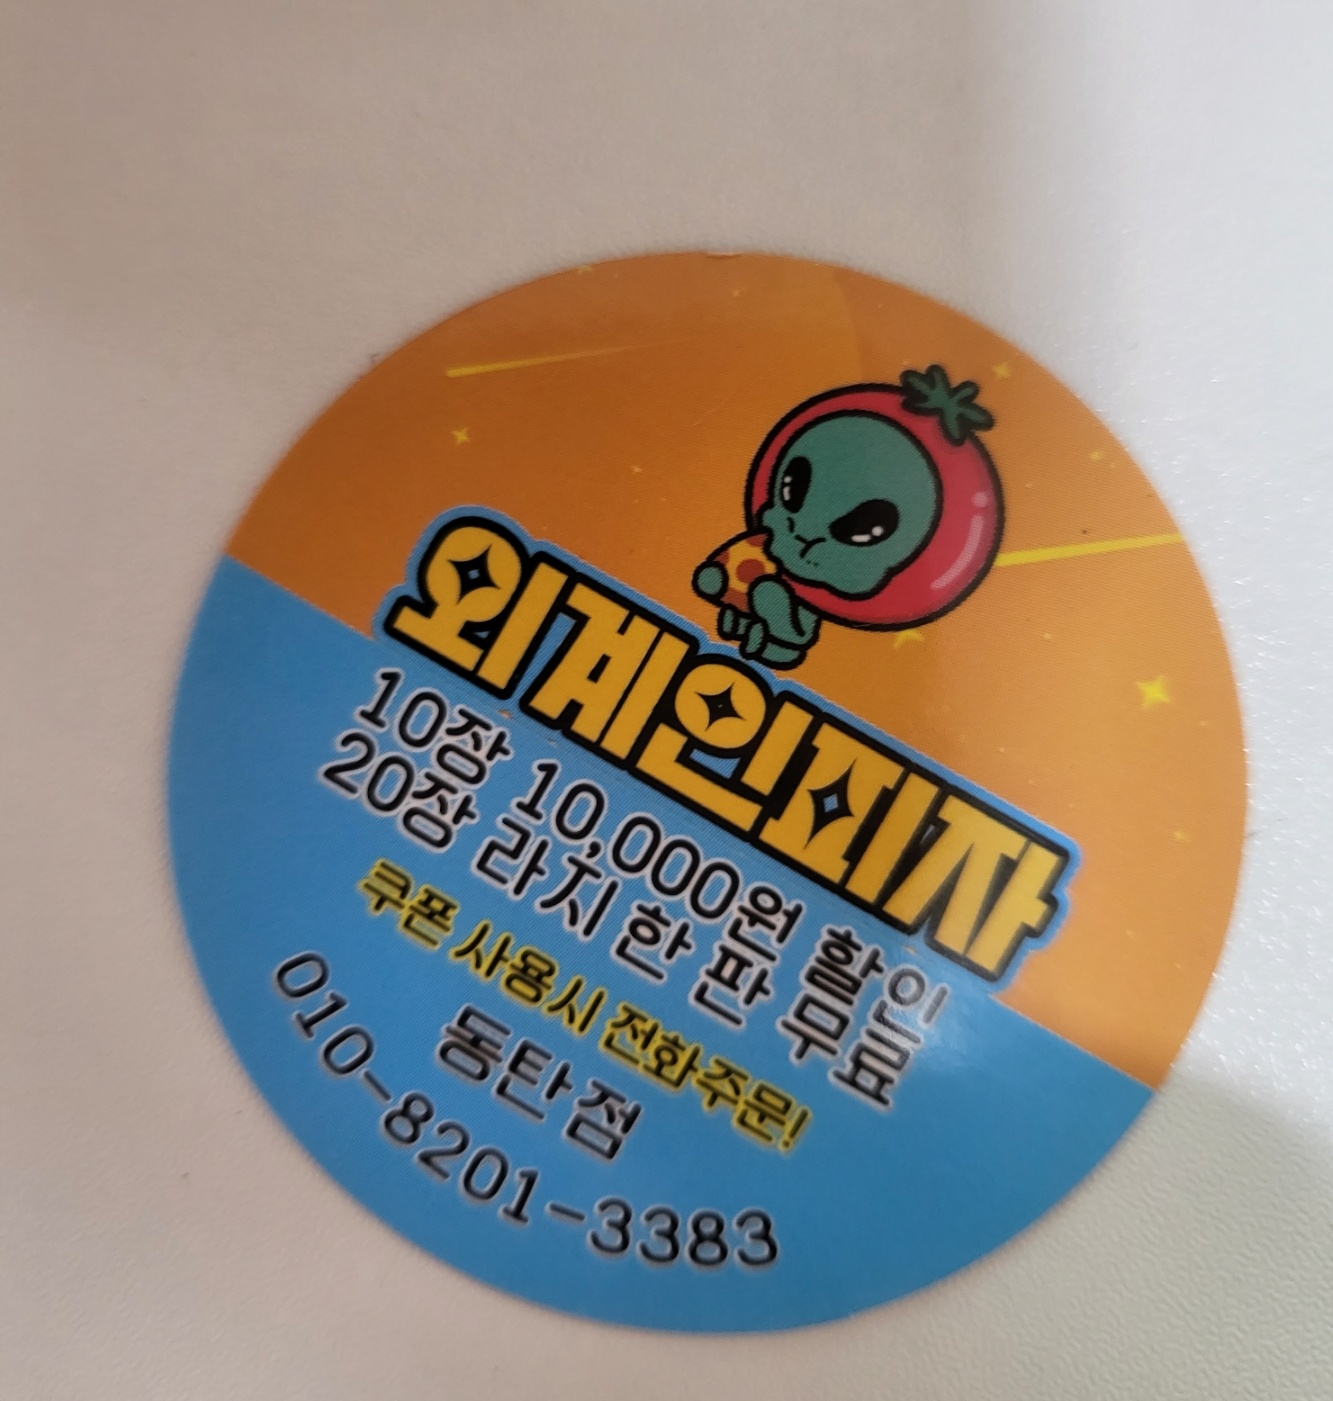 외계인피자
10장 10,000원 할인
20장 라지 한 판 무료
쿠폰 사용시 전화주문!
동탄점
010-8201-3383